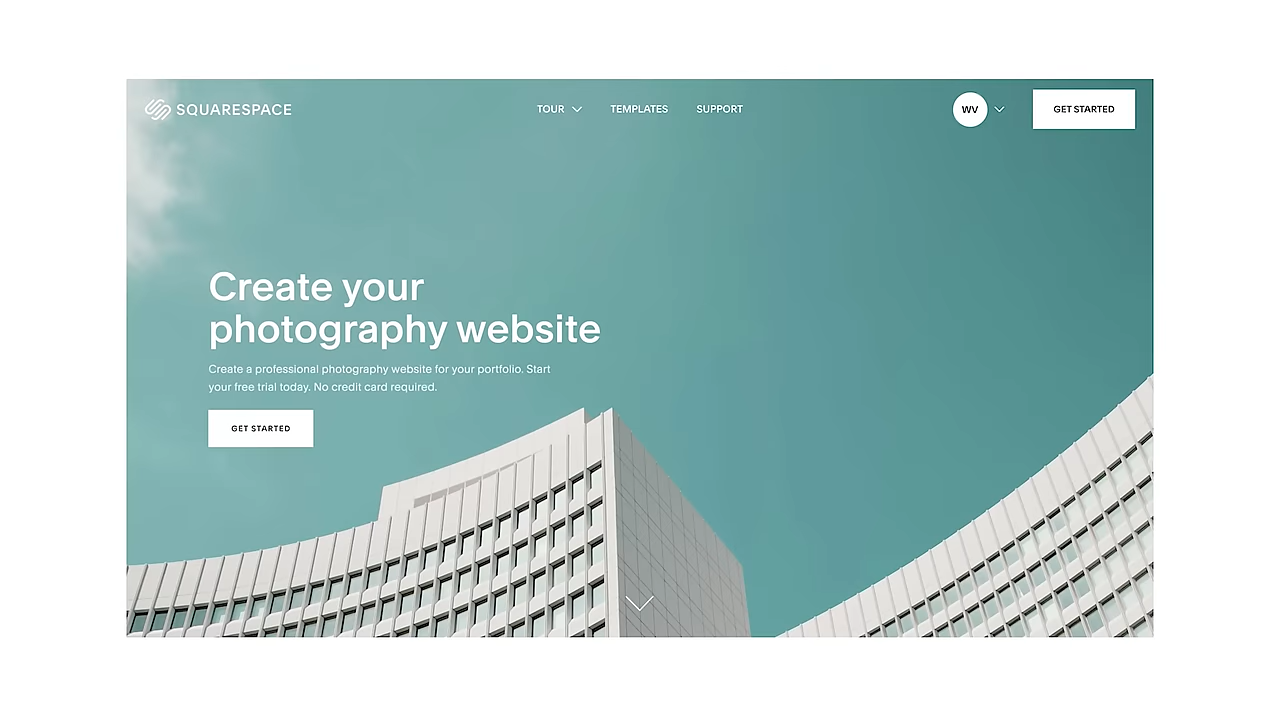 SQUARESPACE
TOUR
TEMPLATES
SUPPORT
WV
GET STARTED
Create your
photography website
Create a professional photography website for your portfolio. Start
your free trial today. No credit card required.
GET STARTED